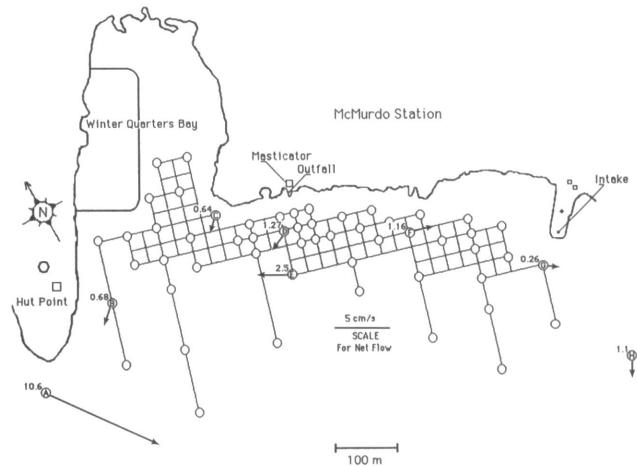 McMurdo Station
Winter Quarters Bay
Masticator
Outfall
Intake
N
0.64 C
1.27 D
1.16 F
2.5 E
0.26 G
0.68 B
Hut Point
5 cm/s
SCALE
For Net Flow
1.1 H
10.6 A
100 m